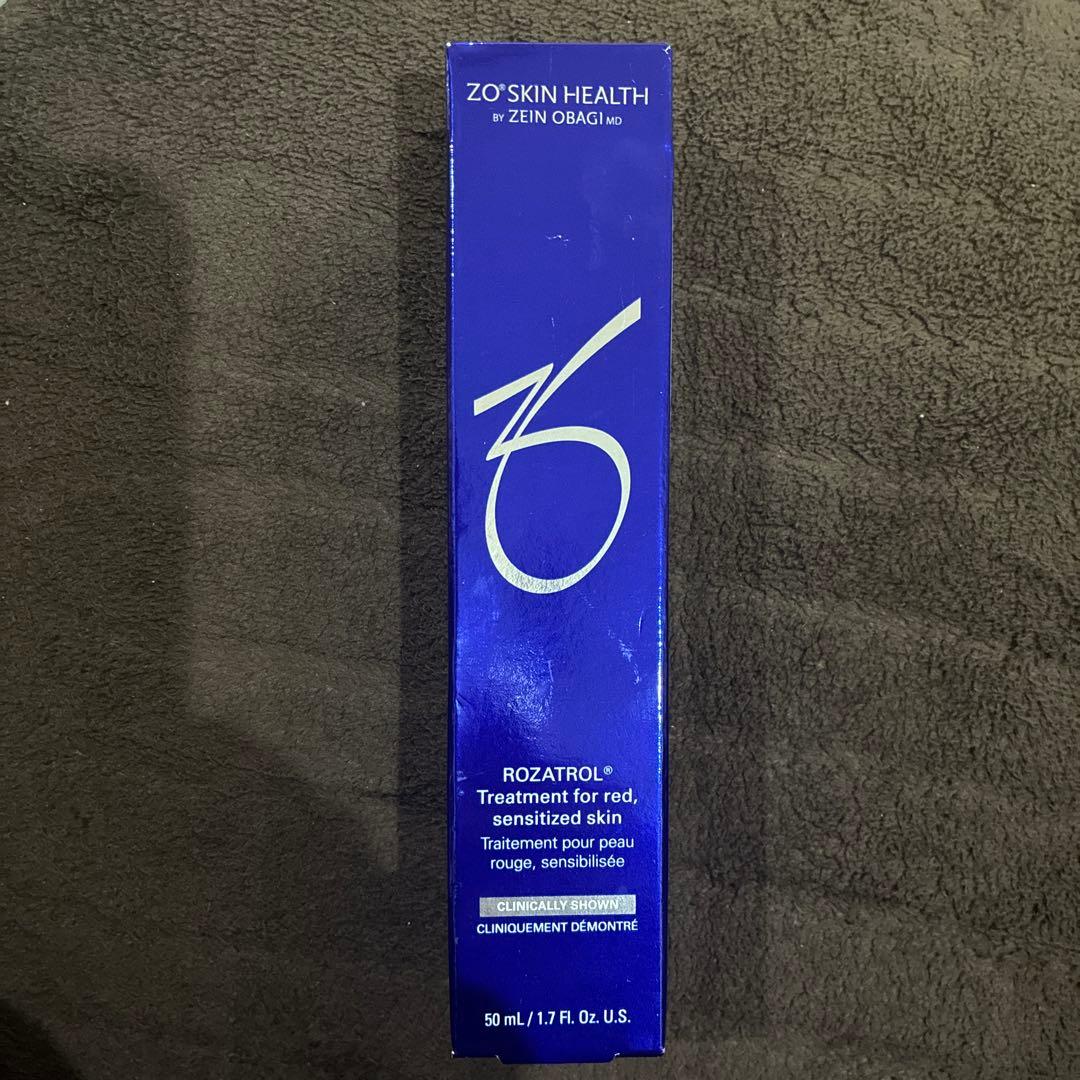 ZO® SKIN HEALTH
BY ZEIN OBAGI MD
ZO
ROZATROL®
Treatment for red,
sensitized skin
Traitement pour peau
rouge, sensibilisée
CLINICALLY SHOWN
CLINIQUEMENT DÉMONTRÉ
50 mL / 1.7 Fl. Oz. U.S.